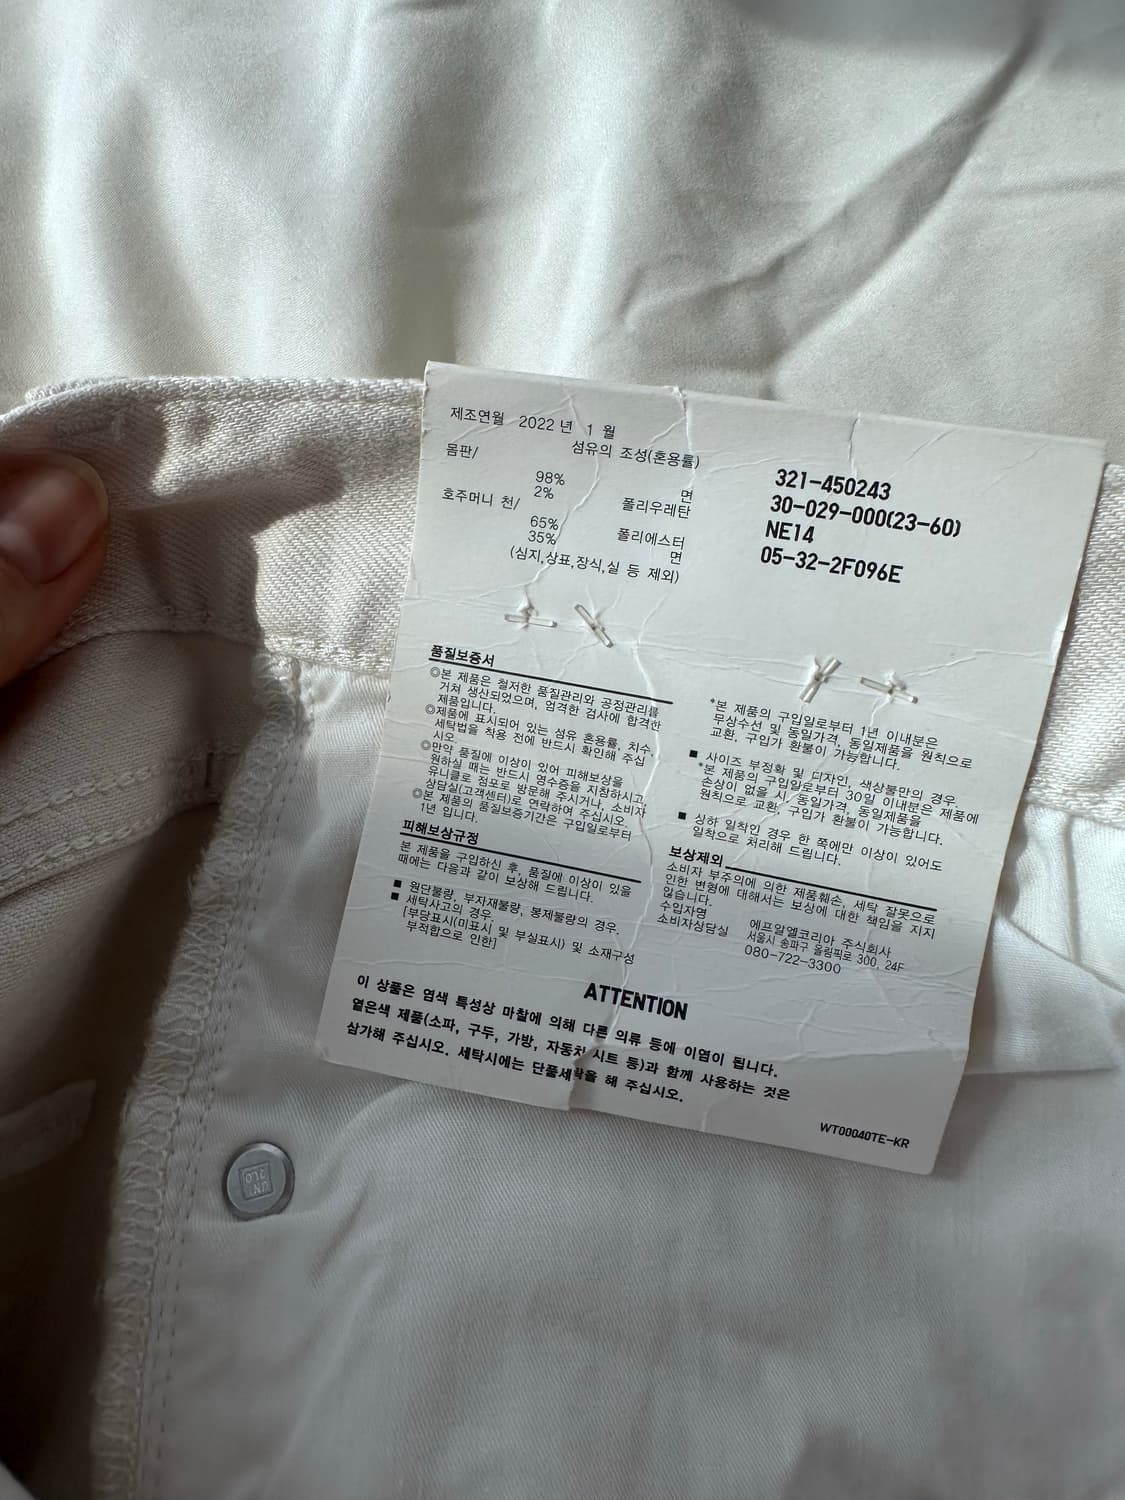 제조연월 2022 년 1 월
섬유의 조성(혼용률)
몸판/
98% 면
2% 폴리우레탄
호주머니 천/
65% 폴리에스터
35% 면
(심지,상표,장식,실 등 제외)
321-450243
30-029-000(23-60)
NE14
05-32-2F096E
품질보증서
◎본 제품은 철저한 품질관리와 공정관리를
거쳐 생산되었으며, 엄격한 검사에 합격한
제품입니다.
◎제품에 표시되어 있는 섬유 혼용률, 치수,
세탁법을 착용 전에 반드시 확인해 주십
시오.
◎만약 품질에 이상이 있어 피해보상을
원하실 때는 반드시 영수증을 지참하시고,
유니클로 점포로 방문해 주시거나, 소비자
상담실(고객센터)로 연락하여 주십시오.
◎본 제품의 품질보증기간은 구입일로부터
1년 입니다.
피해보상규정
본 제품을 구입하신 후, 품질에 이상이 있을
때에는 다음과 같이 보상해 드립니다.
■ 원단불량, 부자재불량, 봉제불량의 경우.
■ 세탁사고의 경우.
[부당표시(미표시 및 부실표시) 및 소재구성
부적합으로 인한]
*본 제품의 구입일로부터 1년 이내분은
무상수선 및 동일가격, 동일제품을 원칙으로
교환, 구입가 환불이 가능합니다.
■ 사이즈 부정확 및 디자인, 색상불만의 경우.
*본 제품의 구입일로부터 30일 이내분은 제품에
손상이 없을 시, 동일가격, 동일제품을
원칙으로 교환, 구입가 환불이 가능합니다.
■ 상하 일착인 경우 한 쪽에만 이상이 있어도
일착으로 처리해 드립니다.
보상제외
소비자 부주의에 의한 제품훼손, 세탁 잘못으로
인한 변형에 대해서는 보상에 대한 책임을 지지
않습니다.
수입자명 에프알엘코리아 주식회사
소비자상담실 서울시 송파구 올림픽로 300, 24F
080-722-3300
ATTENTION
이 상품은 염색 특성상 마찰에 의해 다른 의류 등에 이염이 됩니다.
옅은색 제품(소파, 구두, 가방, 자동차 시트 등)과 함께 사용하는 것은
삼가해 주십시오. 세탁시에는 단품세탁을 해 주십시오.
WT00040TE-KR
UNI
QLO